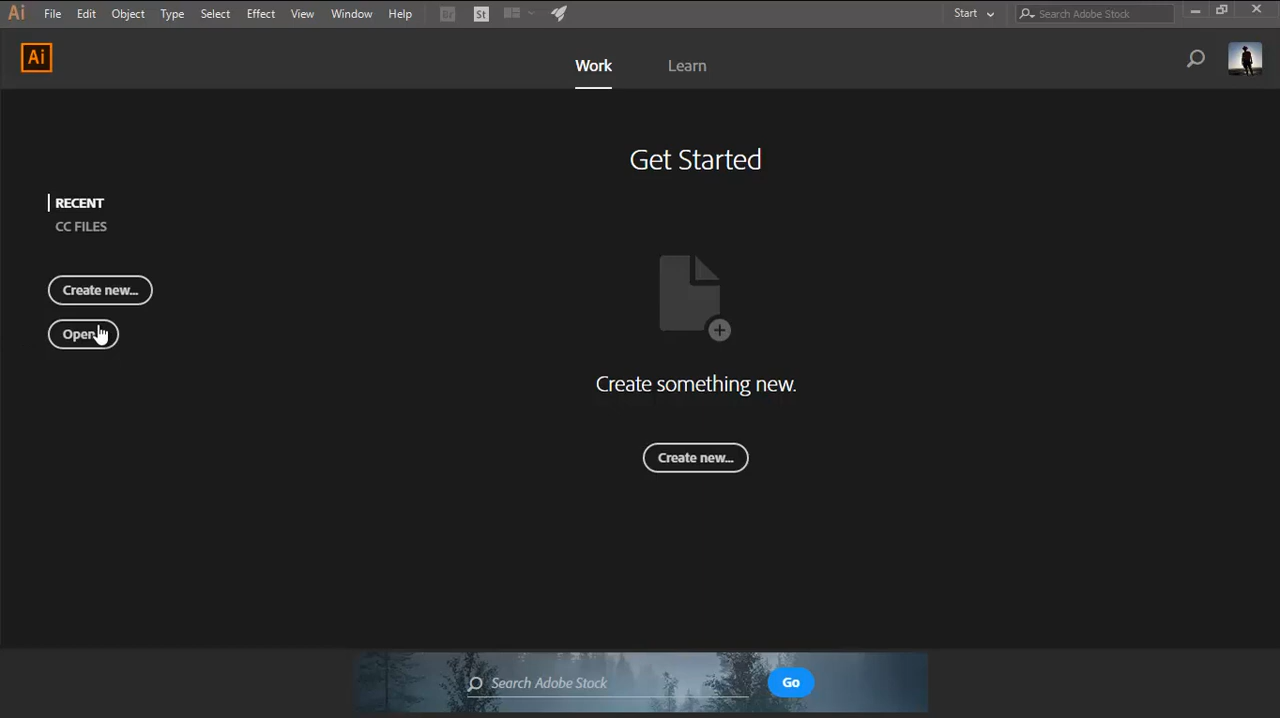 Ai File Edit Object Type Select Effect View Window Help Br St Start Search Adobe Stock
Ai Work Learn
Get Started
RECENT
CC FILES
Create new...
Open
Create something new.
Create new...
Search Adobe Stock Go